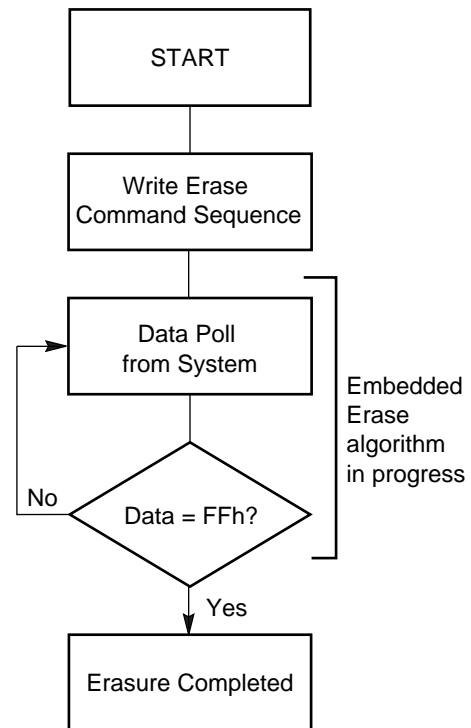 START
Write Erase
Command Sequence
Data Poll
from System
Embedded
Erase
algorithm
in progress
No
Data = FFh?
Yes
Erasure Completed